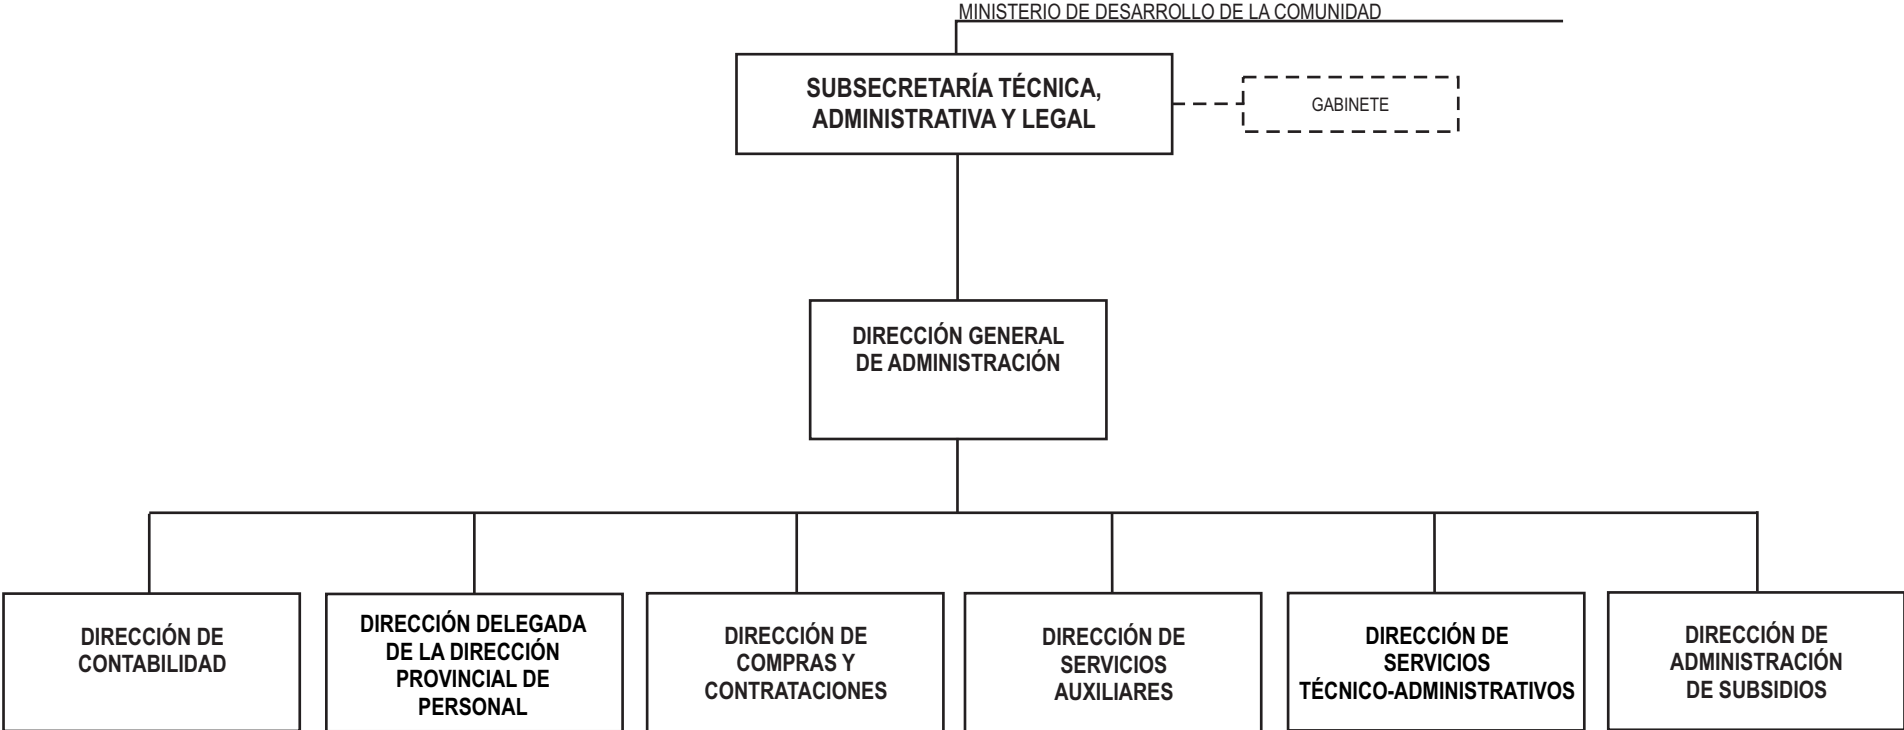 MINISTERIO DE DESARROLLO DE LA COMUNIDAD
SUBSECRETARÍA TÉCNICA,
ADMINISTRATIVA Y LEGAL
GABINETE
DIRECCIÓN GENERAL
DE ADMINISTRACIÓN
DIRECCIÓN DE
CONTABILIDAD
DIRECCIÓN DELEGADA
DE LA DIRECCIÓN
PROVINCIAL DE
PERSONAL
DIRECCIÓN DE
COMPRAS Y
CONTRATACIONES
DIRECCIÓN DE
SERVICIOS
AUXILIARES
DIRECCIÓN DE
SERVICIOS
TÉCNICO-ADMINISTRATIVOS
DIRECCIÓN DE
ADMINISTRACIÓN
DE SUBSIDIOS